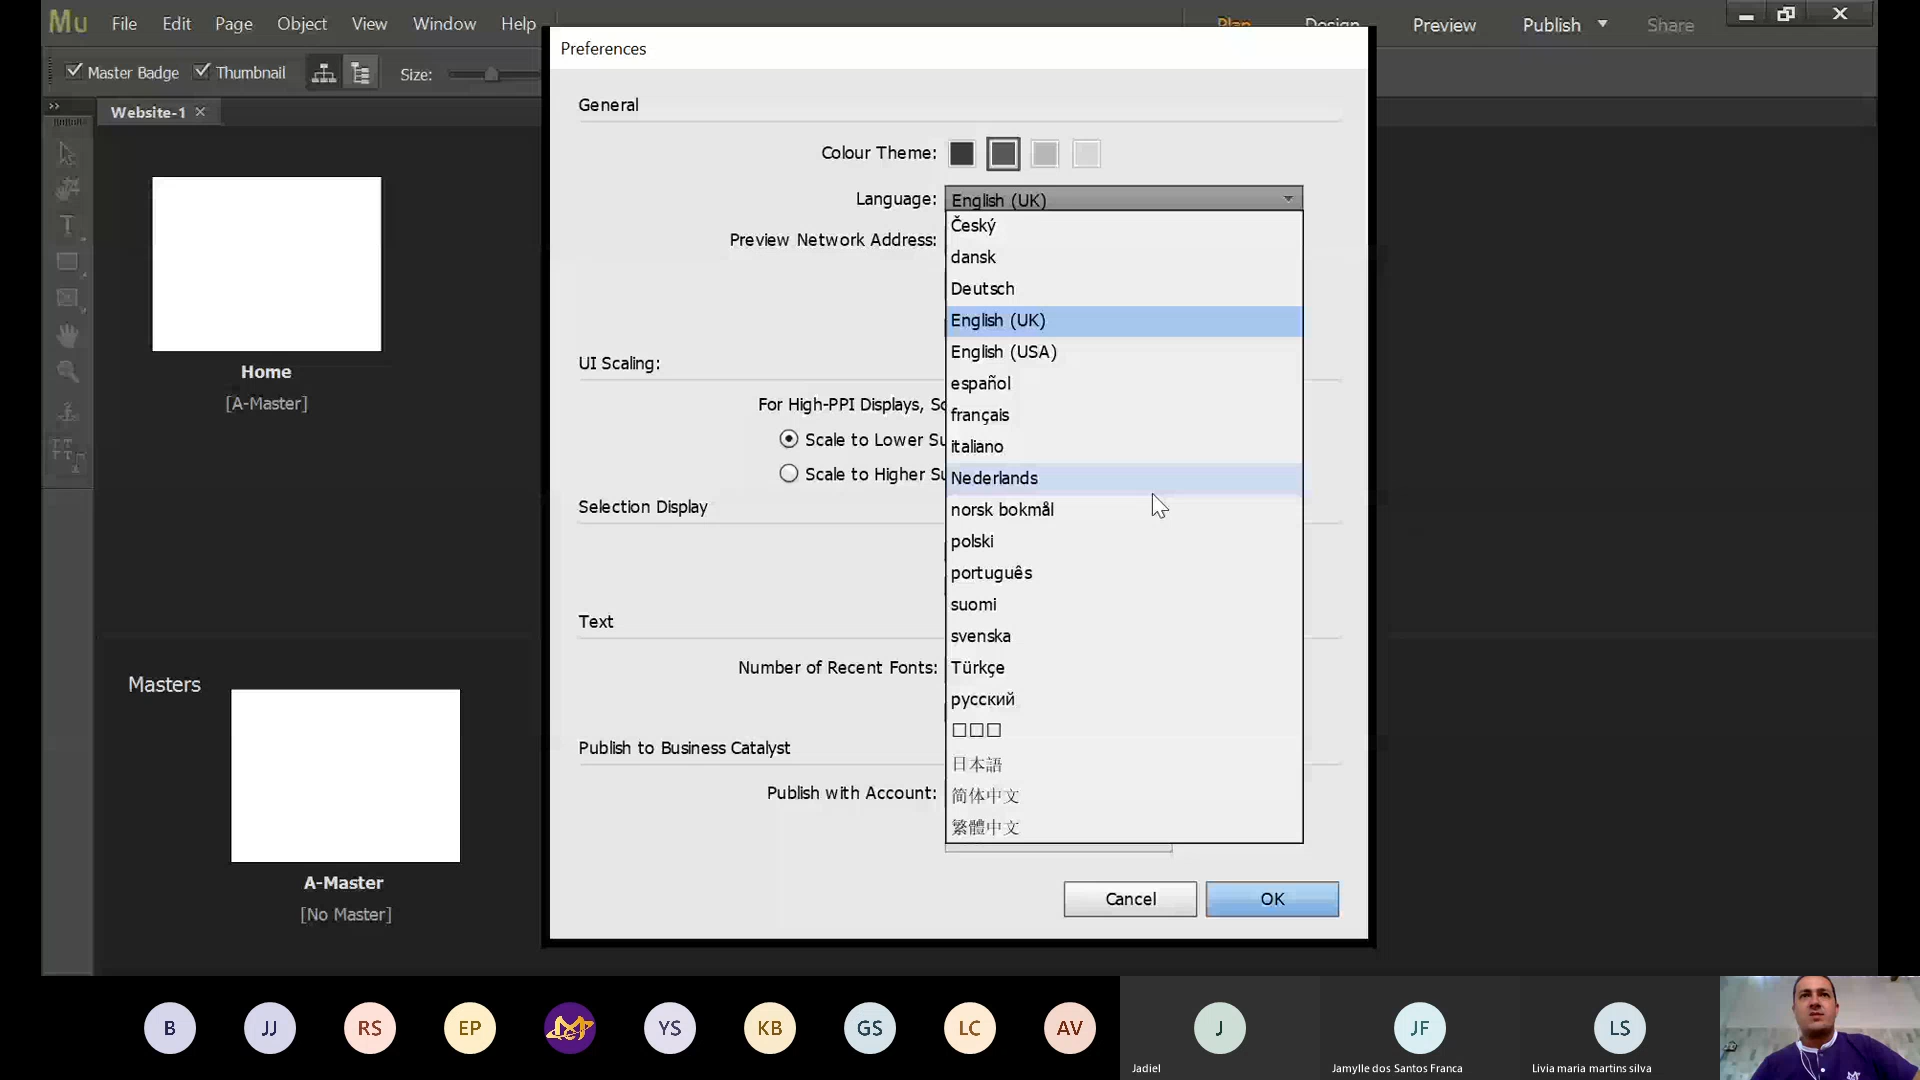 Mu File Edit Page Object View Window Help Plan Design Preview Publish Share
Master Badge Thumbnail Size:
Website-1
Home
[A-Master]
Masters
A-Master
[No Master]
Preferences
General
Colour Theme:
Language: English (UK)
Preview Network Address:
Český
dansk
Deutsch
English (UK)
English (USA)
español
français
italiano
Nederlands
norsk bokmål
polski
português
suomi
svenska
Türkçe
русский
□□□
日本語
简体中文
繁體中文
UI Scaling:
For High-PPI Displays, Sc
Scale to Lower Su
Scale to Higher Su
Selection Display
Text
Number of Recent Fonts:
Publish to Business Catalyst
Publish with Account:
Cancel OK
B JJ RS EP YS KB GS LC AV J JF LS
Jadiel Jamylle dos Santos Franca Livia maria martins silva